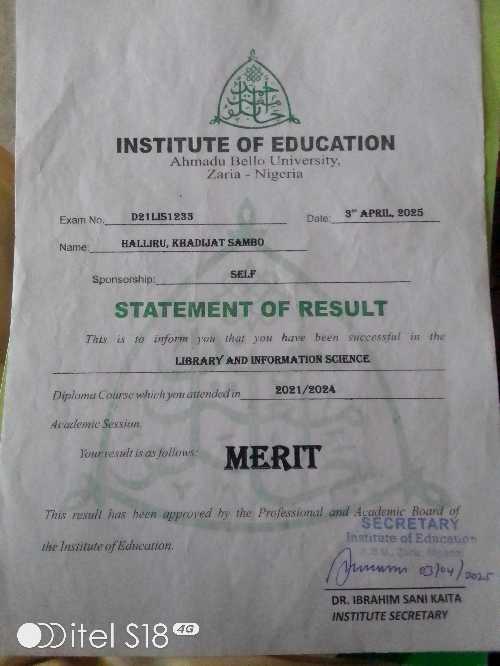 INSTITUTE OF EDUCATION
Ahmadu Bello University,
Zaria - Nigeria
Exam No. D21LIS1235 Date: 3rd APRIL, 2025
Name: HALLIRU, KHADIJAT SAMBO
Sponsorship: SELF
STATEMENT OF RESULT
This is to inform you that you have been successful in the
LIBRARY AND INFORMATION SCIENCE
Diploma Course which you attended in 2021/2024
Academic Session.
Your result is as follows: MERIT
This result has been approved by the Professional and Academic Board of
the Institute of Education.
SECRETARY
Institute of Education
A.B.U., Zaria, Nigeria
03/04/2025
DR. IBRAHIM SANI KAITA
INSTITUTE SECRETARY
itel S18 4G